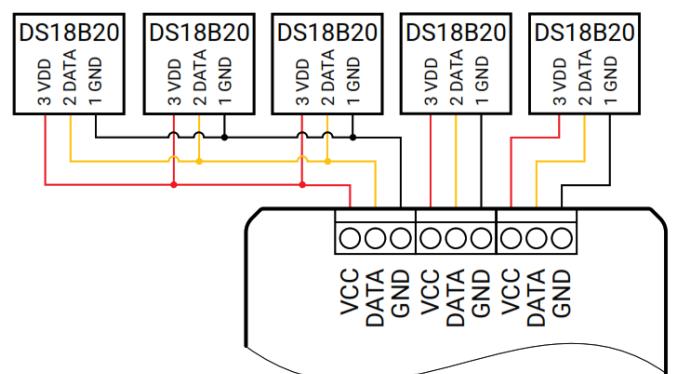 DS18B20 DS18B20 DS18B20 DS18B20 DS18B20
3 VDD 2 DATA 1 GND 3 VDD 2 DATA 1 GND 3 VDD 2 DATA 1 GND 3 VDD 2 DATA 1 GND 3 VDD 2 DATA 1 GND
VCC DATA GND VCC DATA GND VCC DATA GND